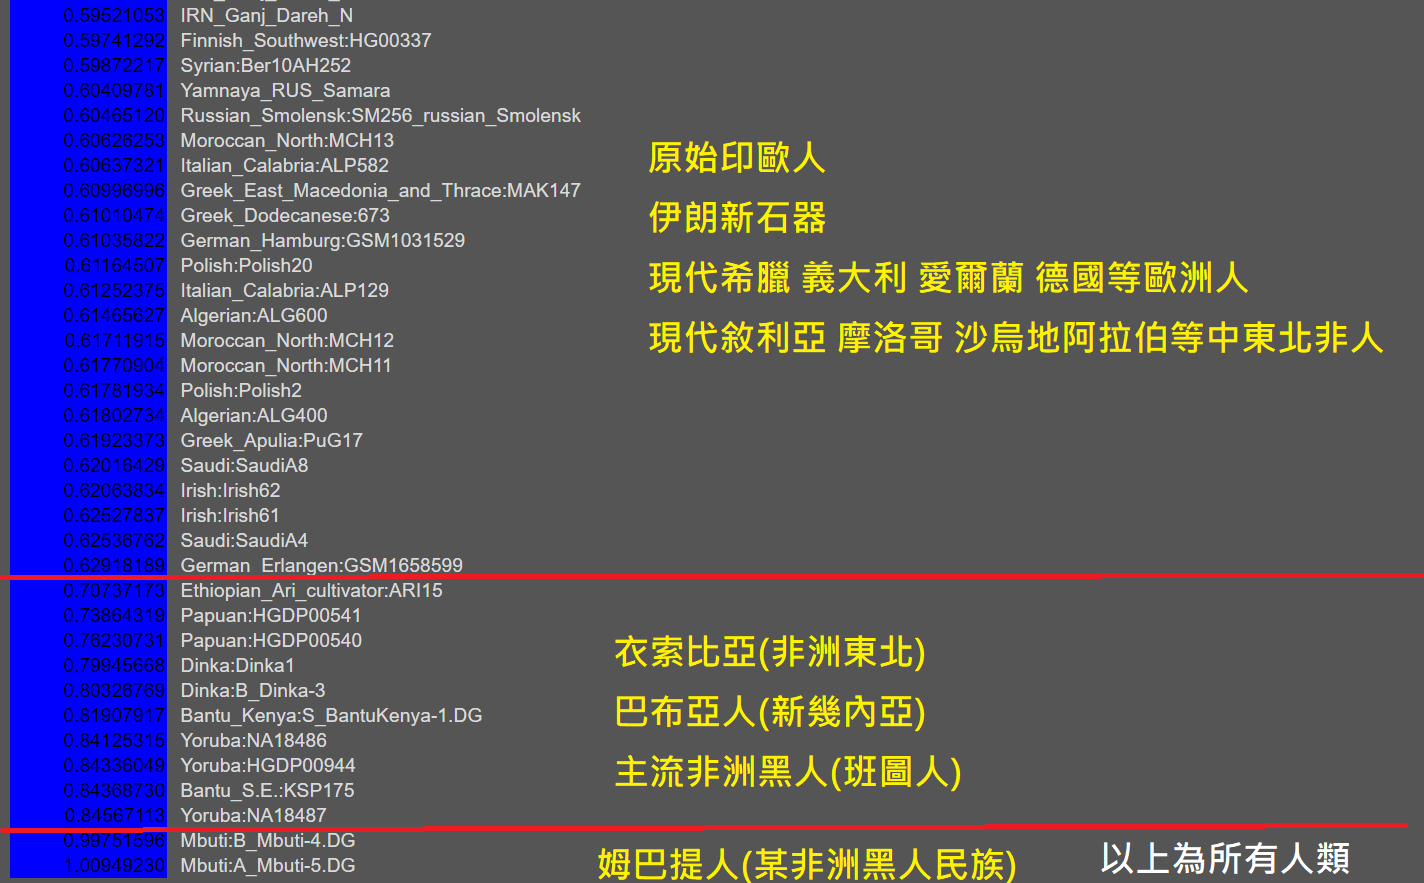 0.59521053 IRN_Ganj_Dareh_N
0.59741292 Finnish_Southwest:HG00337
0.59872217 Syrian:Ber10AH252
0.60409781 Yamnaya_RUS_Samara
0.60465120 Russian_Smolensk:SM256_russian_Smolensk
0.60626253 Moroccan_North:MCH13
原始印歐人
0.60637321 Italian_Calabria:ALP582
0.60996996 Greek_East_Macedonia_and_Thrace:MAK147
0.61010474 Greek_Dodecanese:673
伊朗新石器
0.61035822 German_Hamburg:GSM1031529
0.61164507 Polish:Polish20
現代希臘 義大利 愛爾蘭 德國等歐洲人
0.61252375 Italian_Calabria:ALP129
0.61465627 Algerian:ALG600
0.61711915 Moroccan_North:MCH12
現代敘利亞 摩洛哥 沙烏地阿拉伯等中東北非人
0.61770904 Moroccan_North:MCH11
0.61781934 Polish:Polish2
0.61802734 Algerian:ALG400
0.61923373 Greek_Apulia:PuG17
0.62016429 Saudi:SaudiA8
0.62063834 Irish:Irish62
0.62527837 Irish:Irish61
0.62536762 Saudi:SaudiA4
0.62918189 German_Erlangen:GSM1658599
0.70737173 Ethiopian_Ari_cultivator:ARI15
0.73864319 Papuan:HGDP00541
0.76230731 Papuan:HGDP00540
衣索比亞(非洲東北)
0.79945668 Dinka:Dinka1
0.80328769 Dinka:B_Dinka-3
0.81907917 Bantu_Kenya:S_BantuKenya-1.DG
巴布亞人(新幾內亞)
0.84125315 Yoruba:NA18486
0.84336049 Yoruba:HGDP00944
主流非洲黑人(班圖人)
0.84368730 Bantu_S.E.:KSP175
0.84567113 Yoruba:NA18487
0.99751596 Mbuti:B_Mbuti-4.DG
1.00949230 Mbuti:A_Mbuti-5.DG
姆巴提人(某非洲黑人民族)
以上為所有人類